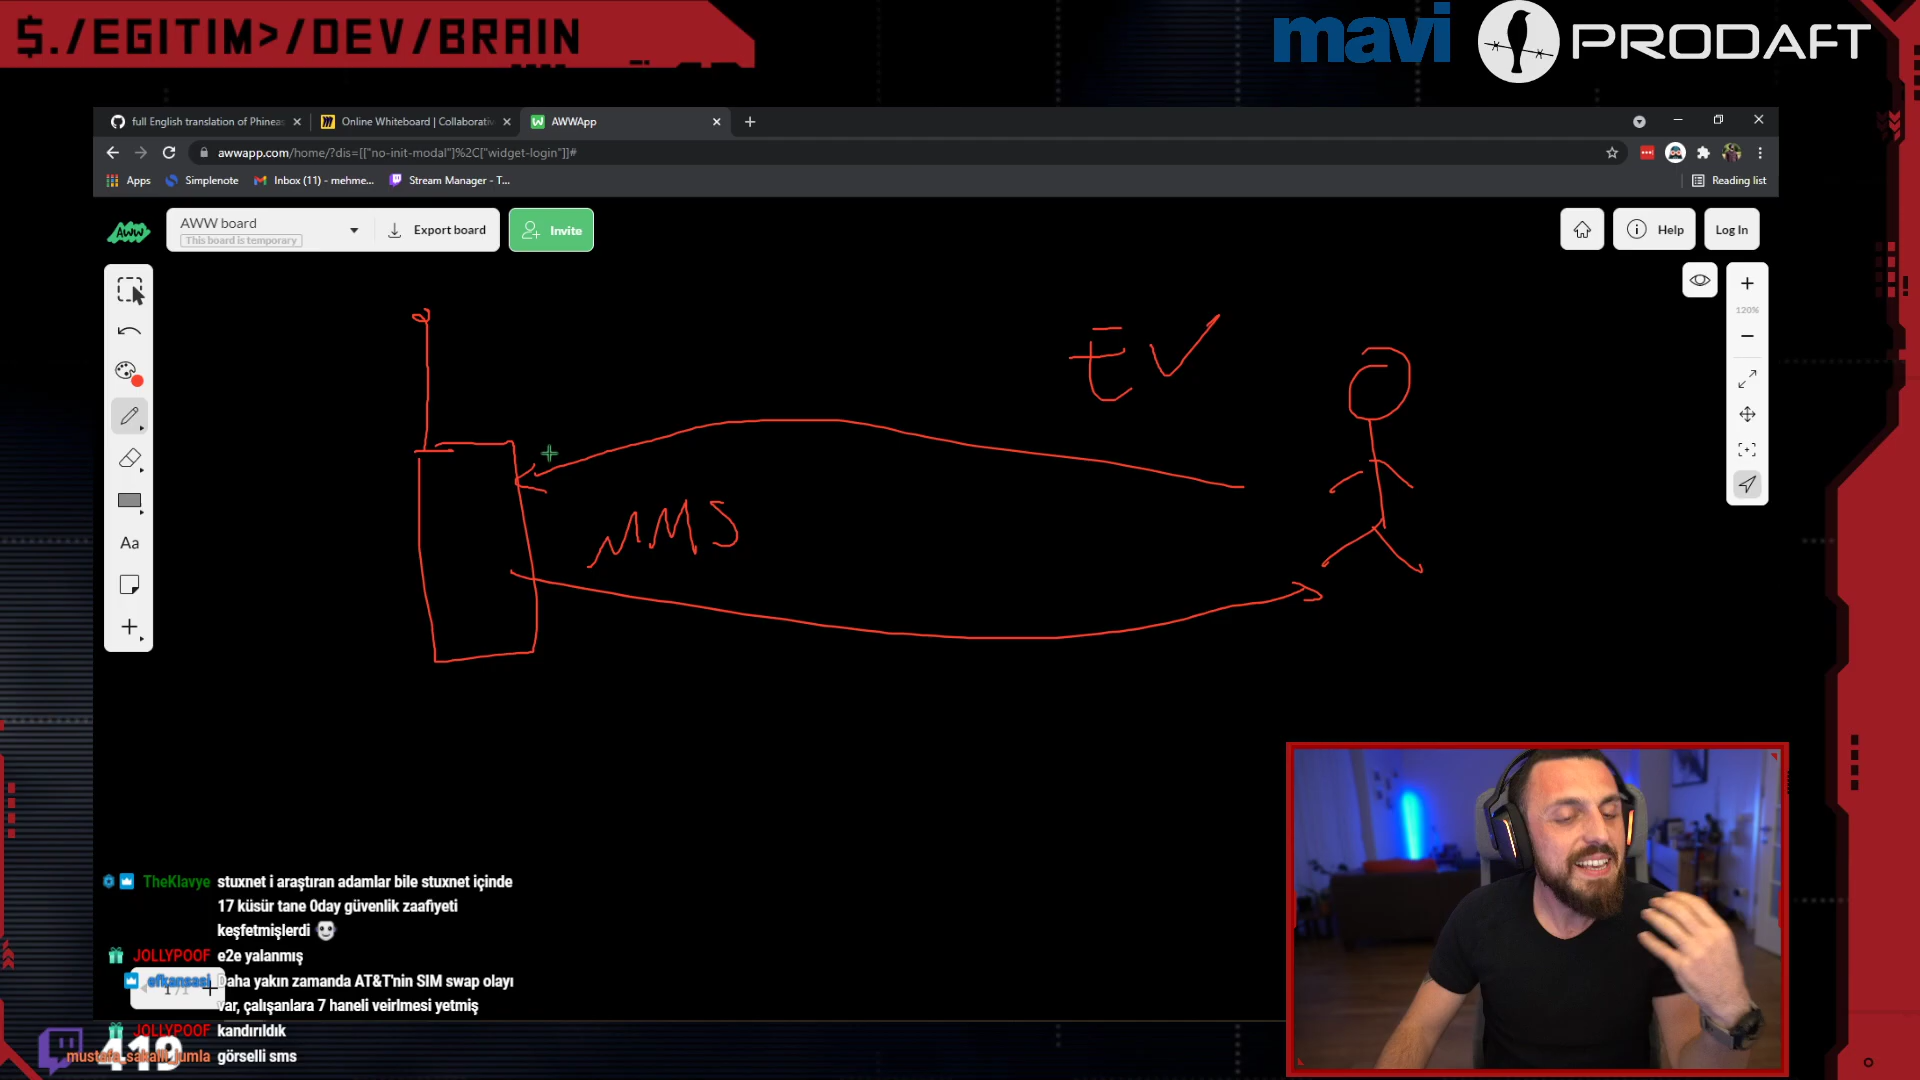 $./EGITIM>/DEV/BRAIN
mavi
PRODAFT
full English translation of Phineas
Online Whiteboard | Collaborativ
AWWApp
awwapp.com/home/?dis=[["no-init-modal"]%2C["widget-login"]]#
Apps
Simplenote
Inbox (11) - mehme...
Stream Manager - T...
Reading list
AWW
AWW board
This board is temporary
Export board
Invite
Help
Log In
120%
Aa
EV
MMS
TheKlavye stuxnet i araştıran adamlar bile stuxnet içinde
17 küsür tane 0day güvenlik zaafiyeti
keşfetmişlerdi
JOLLYPOOF e2e yalanmış
efkansasi Daha yakın zamanda AT&T'nin SIM swap olayı
var, çalışanlara 7 haneli veirlmesi yetmiş
JOLLYPOOF kandırıldık
mustafa_sakalli_jumla görselli sms
419